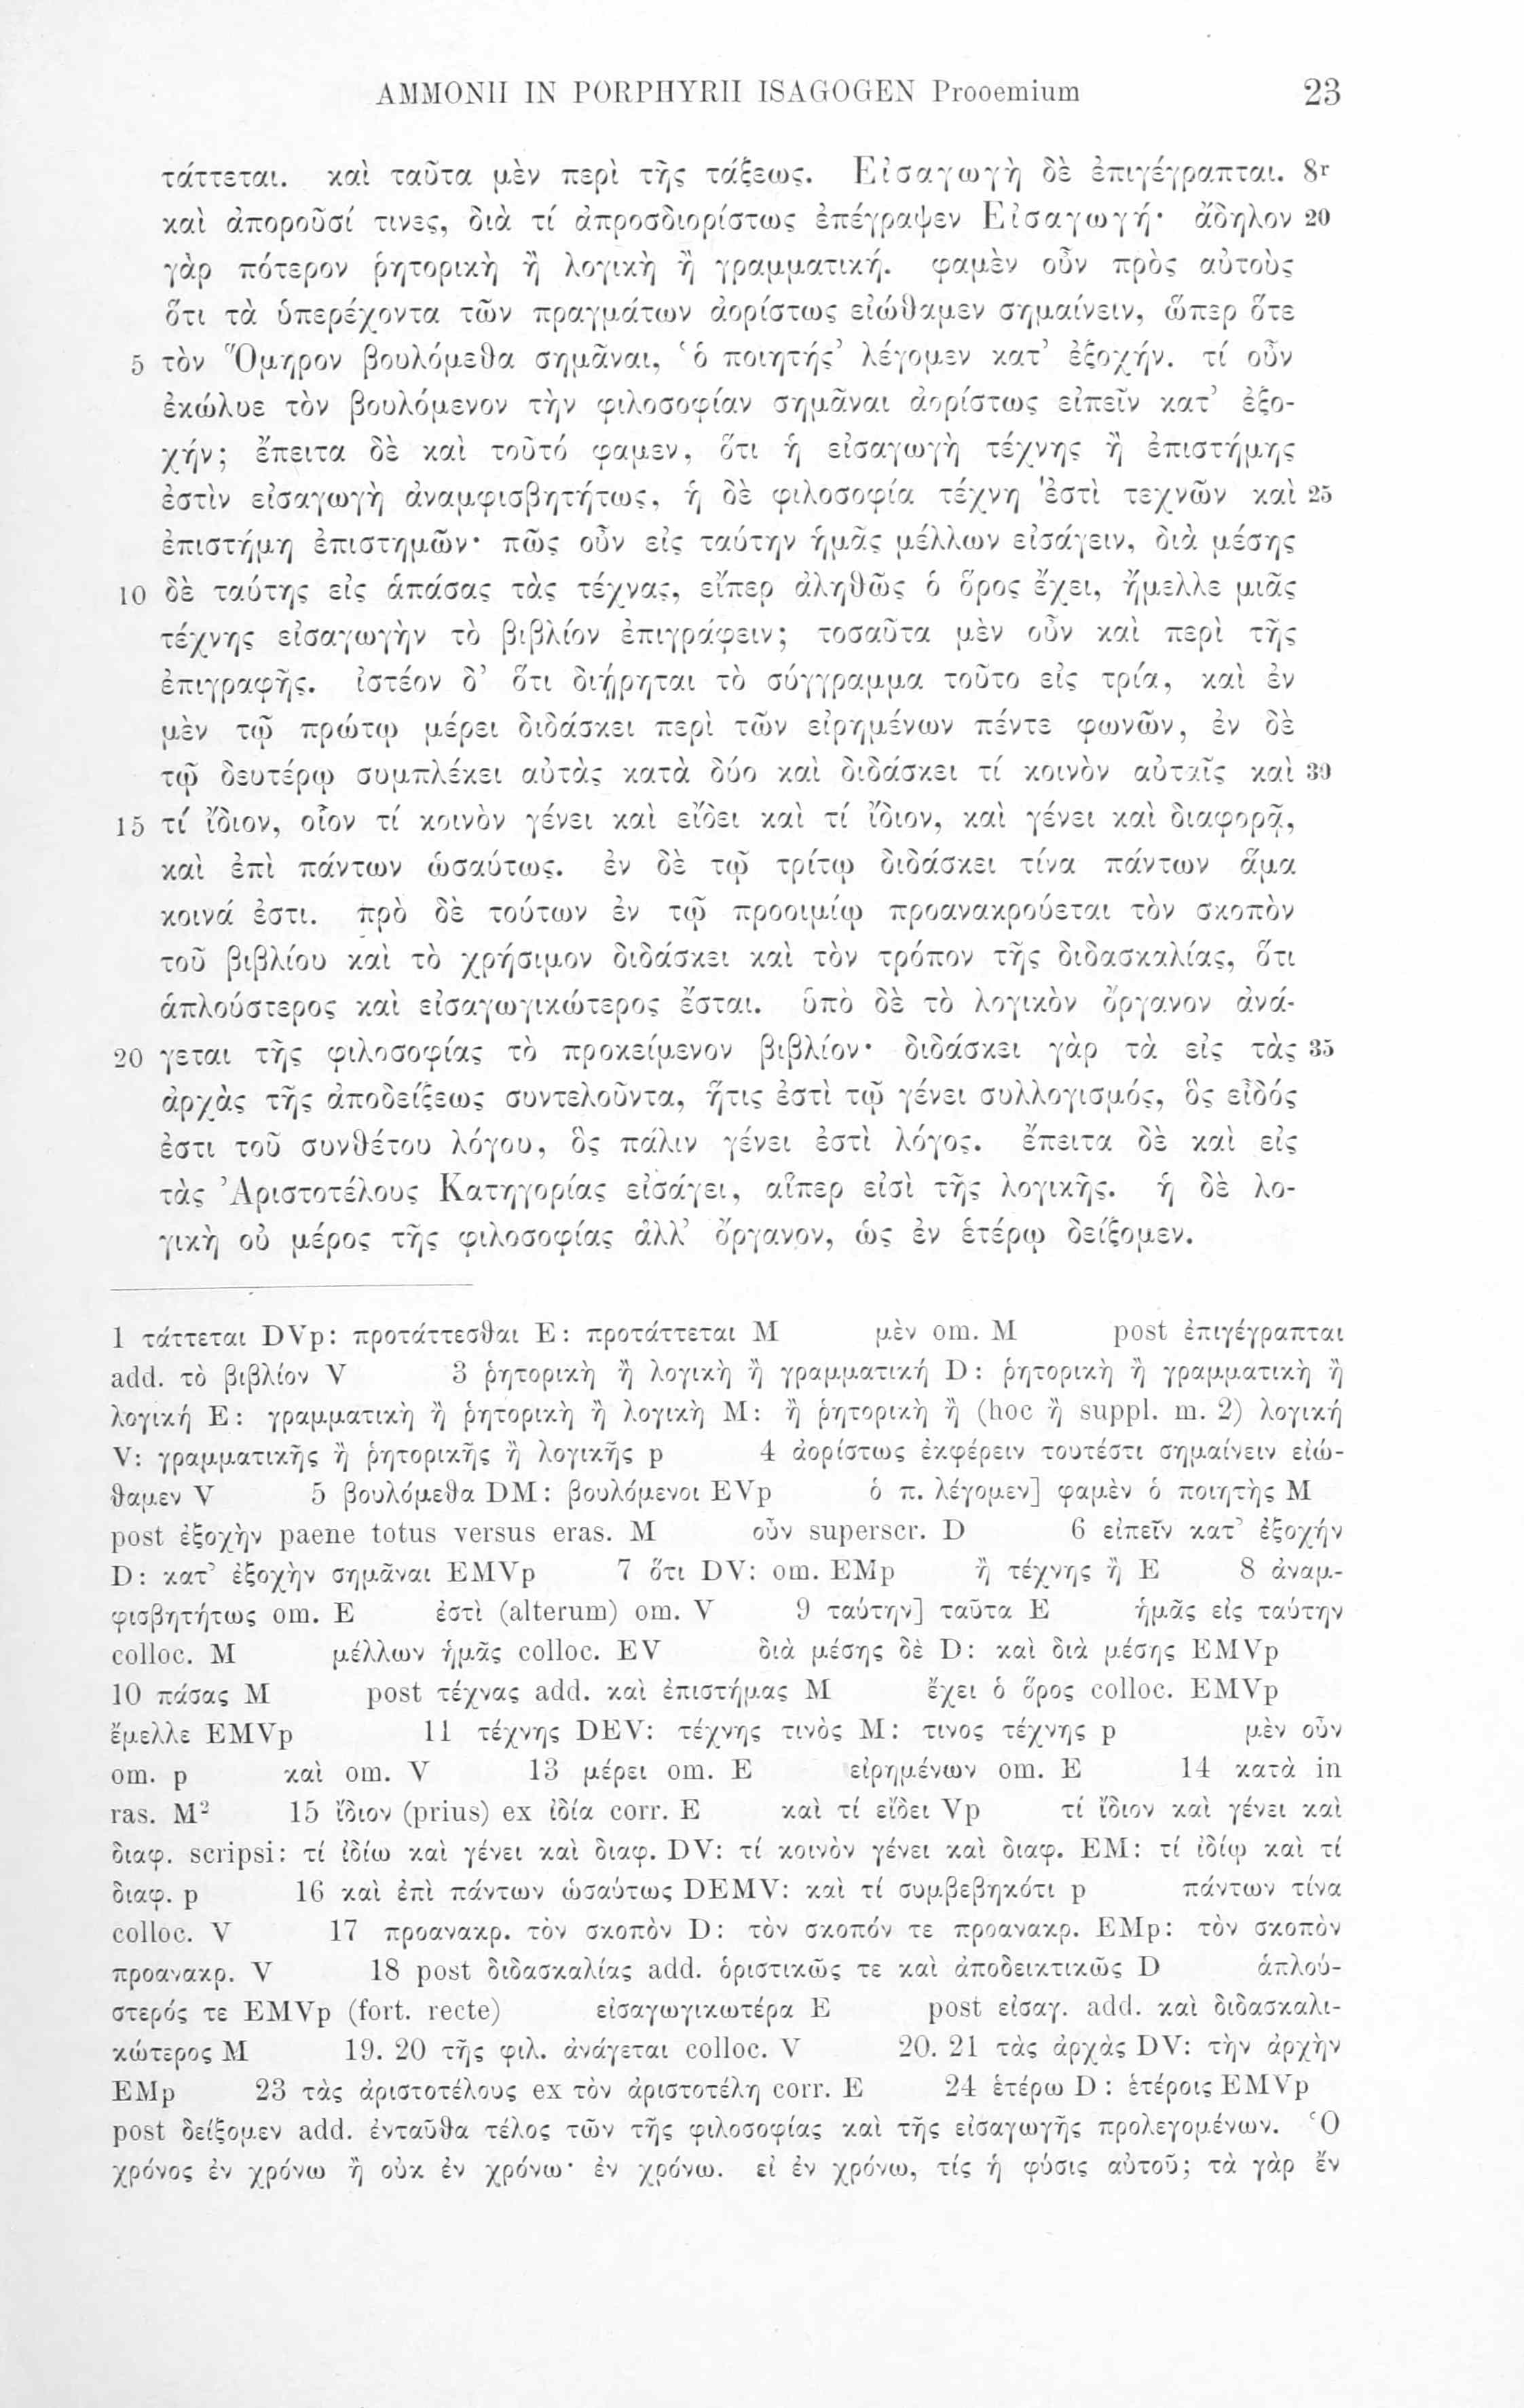 AMMONII IN PORPHYRII ISAGOGEN Prooemium 23
τάττεται. καὶ ταῦτα μὲν περὶ τῆς τάξεως. Εἰσαγωγὴ δὲ ἐπιγέγραπται. 8r
καὶ ἀποροῦσί τινες, διὰ τί ἀπροσδιορίστως ἐπέγραψεν Εἰσαγωγή· ἄδηλον 20
γὰρ πότερον ῥητορικὴ ἢ λογικὴ ἢ γραμματική. φαμὲν οὖν πρὸς αὐτοὺς
ὅτι τὰ ὑπερέχοντα τῶν πραγμάτων ἀορίστως εἰώθαμεν σημαίνειν, ὥπερ ὅτε
5 τὸν Ὅμηρον βουλόμεθα σημᾶναι, ‘ὁ ποιητής’ λέγομεν κατ’ ἐξοχήν. τί οὖν
ἐκώλυε τὸν βουλόμενον τὴν φιλοσοφίαν σημᾶναι ἀορίστως εἰπεῖν κατ’ ἐξο-
χήν; ἔπειτα δὲ καὶ τοῦτό φαμεν, ὅτι ἡ εἰσαγωγὴ τέχνης ἢ ἐπιστήμης
ἐστὶν εἰσαγωγὴ ἀναμφισβητήτως, ἡ δὲ φιλοσοφία τέχνη ἐστὶ τεχνῶν καὶ 25
ἐπιστήμη ἐπιστημῶν· πῶς οὖν εἰς ταύτην ἡμᾶς μέλλων εἰσάγειν, διὰ μέσης
10 δὲ ταύτης εἰς ἁπάσας τὰς τέχνας, εἴπερ ἀληθῶς ὁ ὅρος ἔχει, ἤμελλε μιᾶς
τέχνης εἰσαγωγὴν τὸ βιβλίον ἐπιγράφειν; τοσαῦτα μὲν οὖν καὶ περὶ τῆς
ἐπιγραφῆς. ἰστέον δ’ ὅτι διῄρηται τὸ σύγγραμμα τοῦτο εἰς τρία, καὶ ἐν
μὲν τῷ πρώτῳ μέρει διδάσκει περὶ τῶν εἰρημένων πέντε φωνῶν, ἐν δὲ
τῷ δευτέρῳ συμπλέκει αὐτὰς κατὰ δύο καὶ διδάσκει τί κοινὸν αὐταῖς καὶ 30
15 τί ἴδιον, οἷον τί κοινὸν γένει καὶ εἴδει καὶ τί ἴδιον, καὶ γένει καὶ διαφορᾷ,
καὶ ἐπὶ πάντων ὡσαύτως. ἐν δὲ τῷ τρίτῳ διδάσκει τίνα πάντων ἅμα
κοινά ἐστι. πρὸ δὲ τούτων ἐν τῷ προοιμίῳ προανακρούεται τὸν σκοπὸν
τοῦ βιβλίου καὶ τὸ χρήσιμον διδάσκει καὶ τὸν τρόπον τῆς διδασκαλίας, ὅτι
ἁπλούστερος καὶ εἰσαγωγικώτερος ἔσται. ὑπὸ δὲ τὸ λογικὸν ὄργανον ἀνά-
20 γεται τῆς φιλοσοφίας τὸ προκείμενον βιβλίον· διδάσκει γὰρ τὰ εἰς τὰς 35
ἀρχὰς τῆς ἀποδείξεως συντελοῦντα, ἥτις ἐστὶ τῷ γένει συλλογισμός, ὃς εἶδός
ἐστι τοῦ συνθέτου λόγου, ὃς πάλιν γένει ἐστὶ λόγος. ἔπειτα δὲ καὶ εἰς
τὰς Ἀριστοτέλους Κατηγορίας εἰσάγει, αἵπερ εἰσὶ τῆς λογικῆς. ἡ δὲ λο-
γικὴ οὐ μέρος τῆς φιλοσοφίας ἀλλ’ ὄργανον, ὡς ἐν ἑτέρῳ δείξομεν.
1 τάττεται DVp: προτάττεσθαι E: προτάττεται M μὲν om. M post ἐπιγέγραπται
add. τὸ βιβλίον V 3 ῥητορικὴ ἢ λογικὴ ἢ γραμματική D: ῥητορικὴ ἢ γραμματικὴ ἢ
λογική E: γραμματικὴ ἢ ῥητορικὴ ἢ λογικὴ M: ἢ ῥητορικὴ ἢ (hoc ἢ suppl. m. 2) λογική
V: γραμματικῆς ἢ ῥητορικῆς ἢ λογικῆς p 4 ἀορίστως ἐκφέρειν τουτέστι σημαίνειν εἰώ-
θαμεν V 5 βουλόμεθα DM: βουλόμενοι EVp ὁ π. λέγομεν] φαμὲν ὁ ποιητὴς M
post ἐξοχὴν paene totus versus eras. M οὖν superscr. D 6 εἰπεῖν κατ’ ἐξοχήν
D: κατ’ ἐξοχὴν σημᾶναι EMVp 7 ὅτι DV: om. EMp ἢ τέχνης ἢ E 8 ἀναμ-
φισβητήτως om. E ἐστὶ (alterum) om. V 9 ταύτην] ταῦτα E ἡμᾶς εἰς ταύτην
colloc. M μέλλων ἡμᾶς colloc. EV διὰ μέσης δὲ D: καὶ διὰ μέσης EMVp
10 πάσας M post τέχνας add. καὶ ἐπιστήμας M ἔχει ὁ ὅρος colloc. EMVp
ἔμελλε EMVp 11 τέχνης DEV: τέχνης τινὸς M: τινος τέχνης p μὲν οὖν
om. p καὶ om. V 13 μέρει om. E εἰρημένων om. E 14 κατὰ in
ras. M² 15 ἴδιον (prius) ex ἰδία corr. E καὶ τί εἴδει Vp τί ἴδιον καὶ γένει καὶ
διαφ. scripsi: τί ἰδίω καὶ γένει καὶ διαφ. DV: τί κοινὸν γένει καὶ διαφ. EM: τί ἰδίῳ καὶ τί
διαφ. p 16 καὶ ἐπὶ πάντων ὡσαύτως DEMV: καὶ τί συμβεβηκότι p πάντων τίνα
colloc. V 17 προανακρ. τὸν σκοπὸν D: τὸν σκοπόν τε προανακρ. EMp: τὸν σκοπὸν
προανακρ. V 18 post διδασκαλίας add. ὁριστικῶς τε καὶ ἀποδεικτικῶς D ἁπλού-
στερός τε EMVp (fort. recte) εἰσαγωγικωτέρα E post εἰσαγ. add. καὶ διδασκαλι-
κώτερος M 19. 20 τῆς φιλ. ἀνάγεται colloc. V 20. 21 τὰς ἀρχὰς DV: τὴν ἀρχὴν
EMp 23 τὰς ἀριστοτέλους ex τὸν ἀριστοτέλη corr. E 24 ἑτέρω D: ἑτέροις EMVp
post δείξομεν add. ἐνταῦθα τέλος τῶν τῆς φιλοσοφίας καὶ τῆς εἰσαγωγῆς προλεγομένων. Ὁ
χρόνος ἐν χρόνω ἢ οὐκ ἐν χρόνω· ἐν χρόνω. εἰ ἐν χρόνω, τίς ἡ φύσις αὐτοῦ; τὰ γὰρ ἔν